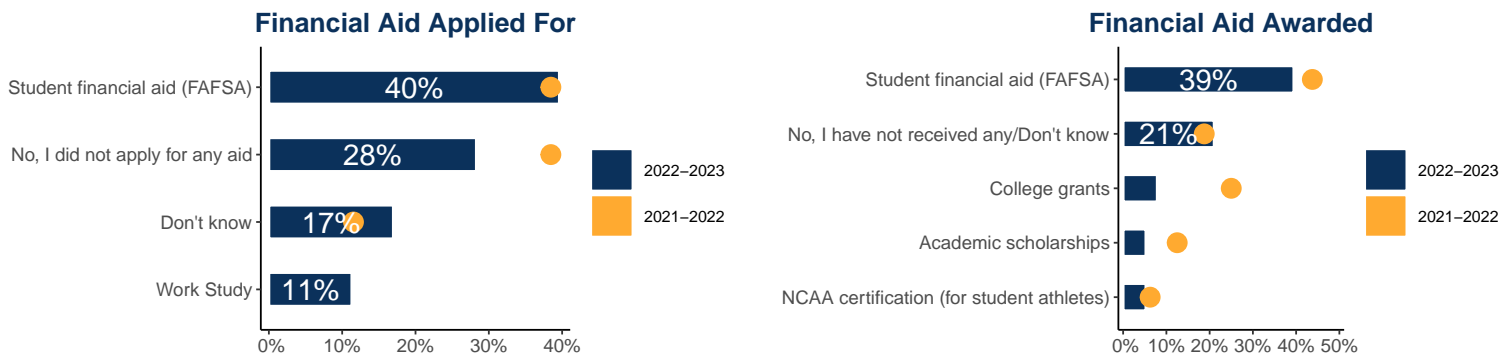 Financial Aid Applied For
Student financial aid (FAFSA)
40%
No, I did not apply for any aid
28%
Don't know
17%
Work Study
11%
0% 10% 20% 30% 40%
2022–2023
2021–2022
Financial Aid Awarded
Student financial aid (FAFSA)
39%
No, I have not received any/Don't know
21%
College grants
Academic scholarships
NCAA certification (for student athletes)
0% 10% 20% 30% 40% 50%
2022–2023
2021–2022